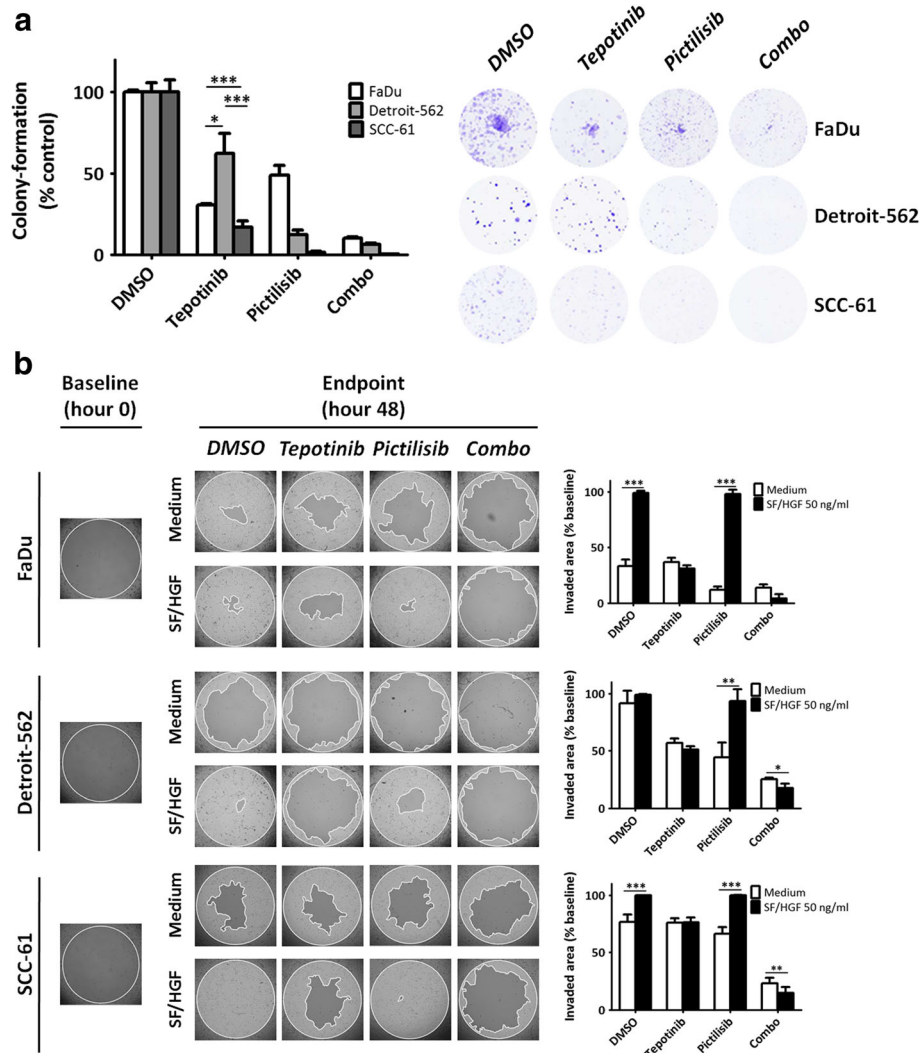 a
Colony-formation
(% control)
100
50
0
***
***
*
FaDu
Detroit-562
SCC-61
DMSO
Tepotinib
Pictilisib
Combo
DMSO
Tepotinib
Pictilisib
Combo
FaDu
Detroit-562
SCC-61
b
Baseline
(hour 0)
Endpoint
(hour 48)
DMSO Tepotinib Pictilisib Combo
FaDu
Medium
SF/HGF
Invaded area (% baseline)
100
50
0
***
***
Medium
SF/HGF 50 ng/ml
DMSO
Tepotinib
Pictilisib
Combo
Detroit-562
Medium
SF/HGF
Invaded area (% baseline)
100
50
0
**
*
Medium
SF/HGF 50 ng/ml
DMSO
Tepotinib
Pictilisib
Combo
SCC-61
Medium
SF/HGF
Invaded area (% baseline)
100
50
0
***
***
**
Medium
SF/HGF 50 ng/ml
DMSO
Tepotinib
Pictilisib
Combo